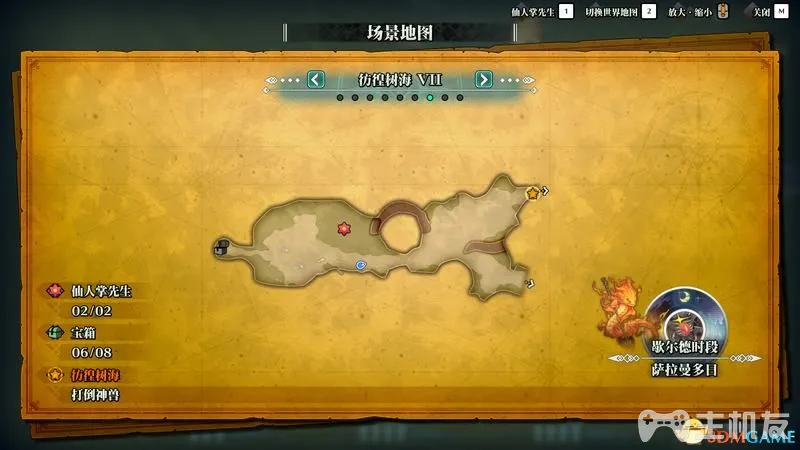 仙人掌先生 1 切换世界地图 2 放大·缩小 关闭 M
场景地图
彷徨树海 VII
仙人掌先生
02/02
宝箱
06/08
彷徨树海
打倒神兽
歇尔德时段
萨拉曼多日
主机友
3DMGAME